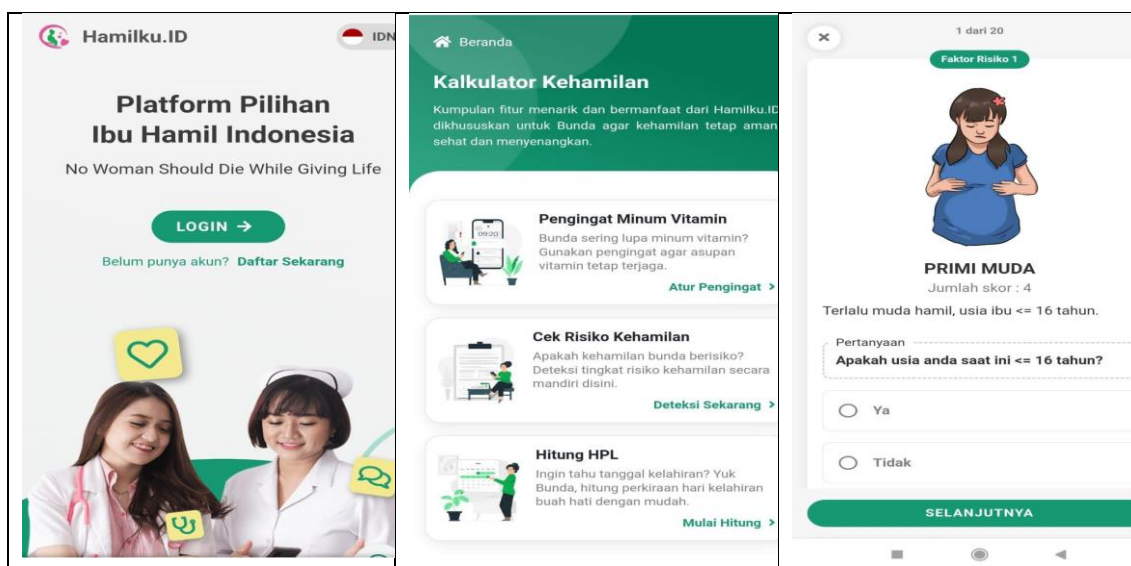 Hamilku.ID
IDN
Platform Pilihan
Ibu Hamil Indonesia
No Woman Should Die While Giving Life
LOGIN →
Belum punya akun? Daftar Sekarang
Beranda
Kalkulator Kehamilan
Kumpulan fitur menarik dan bermanfaat dari Hamilku.ID
dikhususkan untuk Bunda agar kehamilan tetap aman
sehat dan menyenangkan.
Pengingat Minum Vitamin
Bunda sering lupa minum vitamin?
Gunakan pengingat agar asupan
vitamin tetap terjaga.
Atur Pengingat >
09:20
Cek Risiko Kehamilan
Apakah kehamilan bunda berisiko?
Deteksi tingkat risiko kehamilan secara
mandiri disini.
Deteksi Sekarang >
Hitung HPL
Ingin tahu tanggal kelahiran? Yuk
Bunda, hitung perkiraan hari kelahiran
buah hati dengan mudah.
Mulai Hitung >
1 dari 20
Faktor Risiko 1
PRIMI MUDA
Jumlah skor : 4
Terlalu muda hamil, usia ibu <= 16 tahun.
Pertanyaan
Apakah usia anda saat ini <= 16 tahun?
Ya
Tidak
SELANJUTNYA